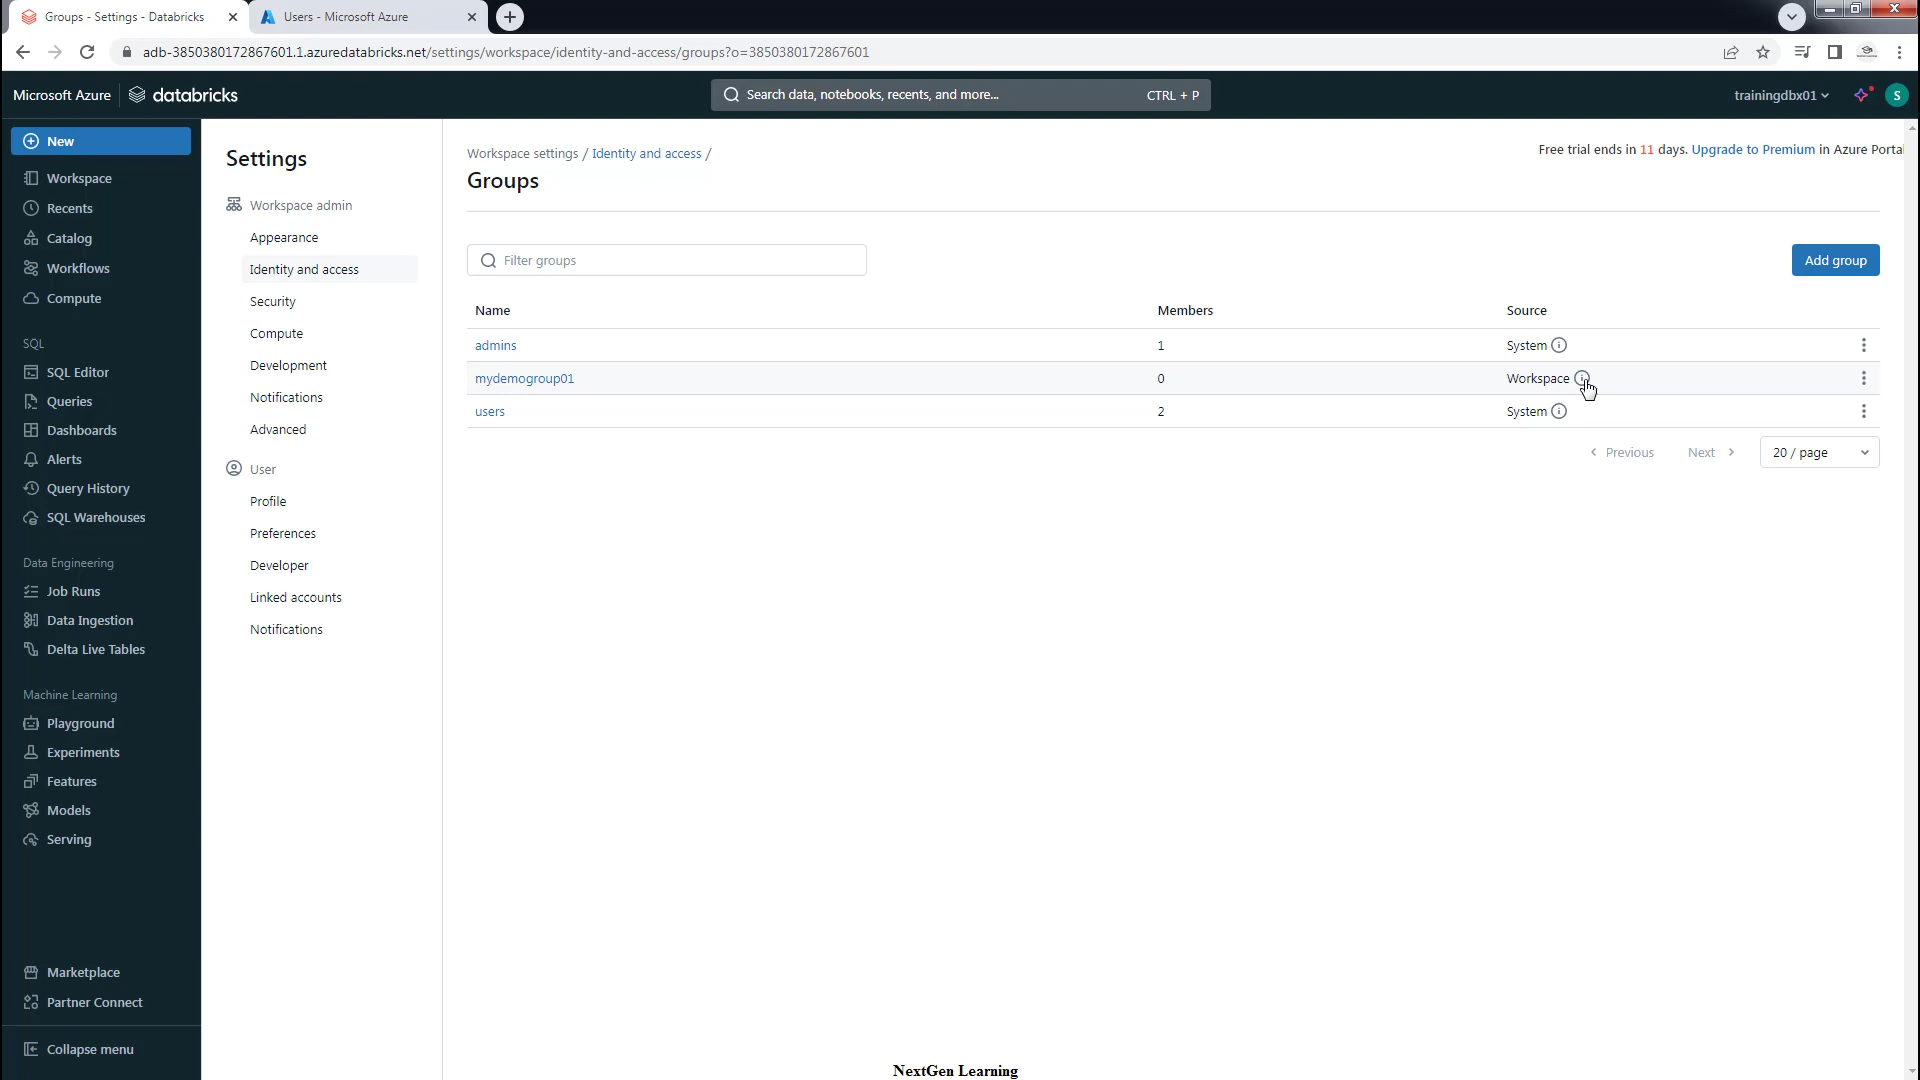 Groups - Settings - Databricks
Users - Microsoft Azure
adb-3850380172867601.1.azuredatabricks.net/settings/workspace/identity-and-access/groups?o=3850380172867601
Microsoft Azure
databricks
Search data, notebooks, recents, and more...
CTRL + P
trainingdbx01
S
New
Workspace
Recents
Catalog
Workflows
Compute
SQL
SQL Editor
Queries
Dashboards
Alerts
Query History
SQL Warehouses
Data Engineering
Job Runs
Data Ingestion
Delta Live Tables
Machine Learning
Playground
Experiments
Features
Models
Serving
Marketplace
Partner Connect
Collapse menu
Settings
Workspace admin
Appearance
Identity and access
Security
Compute
Development
Notifications
Advanced
User
Profile
Preferences
Developer
Linked accounts
Notifications
Workspace settings / Identity and access /
Free trial ends in 11 days. Upgrade to Premium in Azure Porta
Groups
Filter groups
Add group
Name Members Source
admins 1 System
mydemogroup01 0 Workspace
users 2 System
Previous Next 20 / page
NextGen Learning